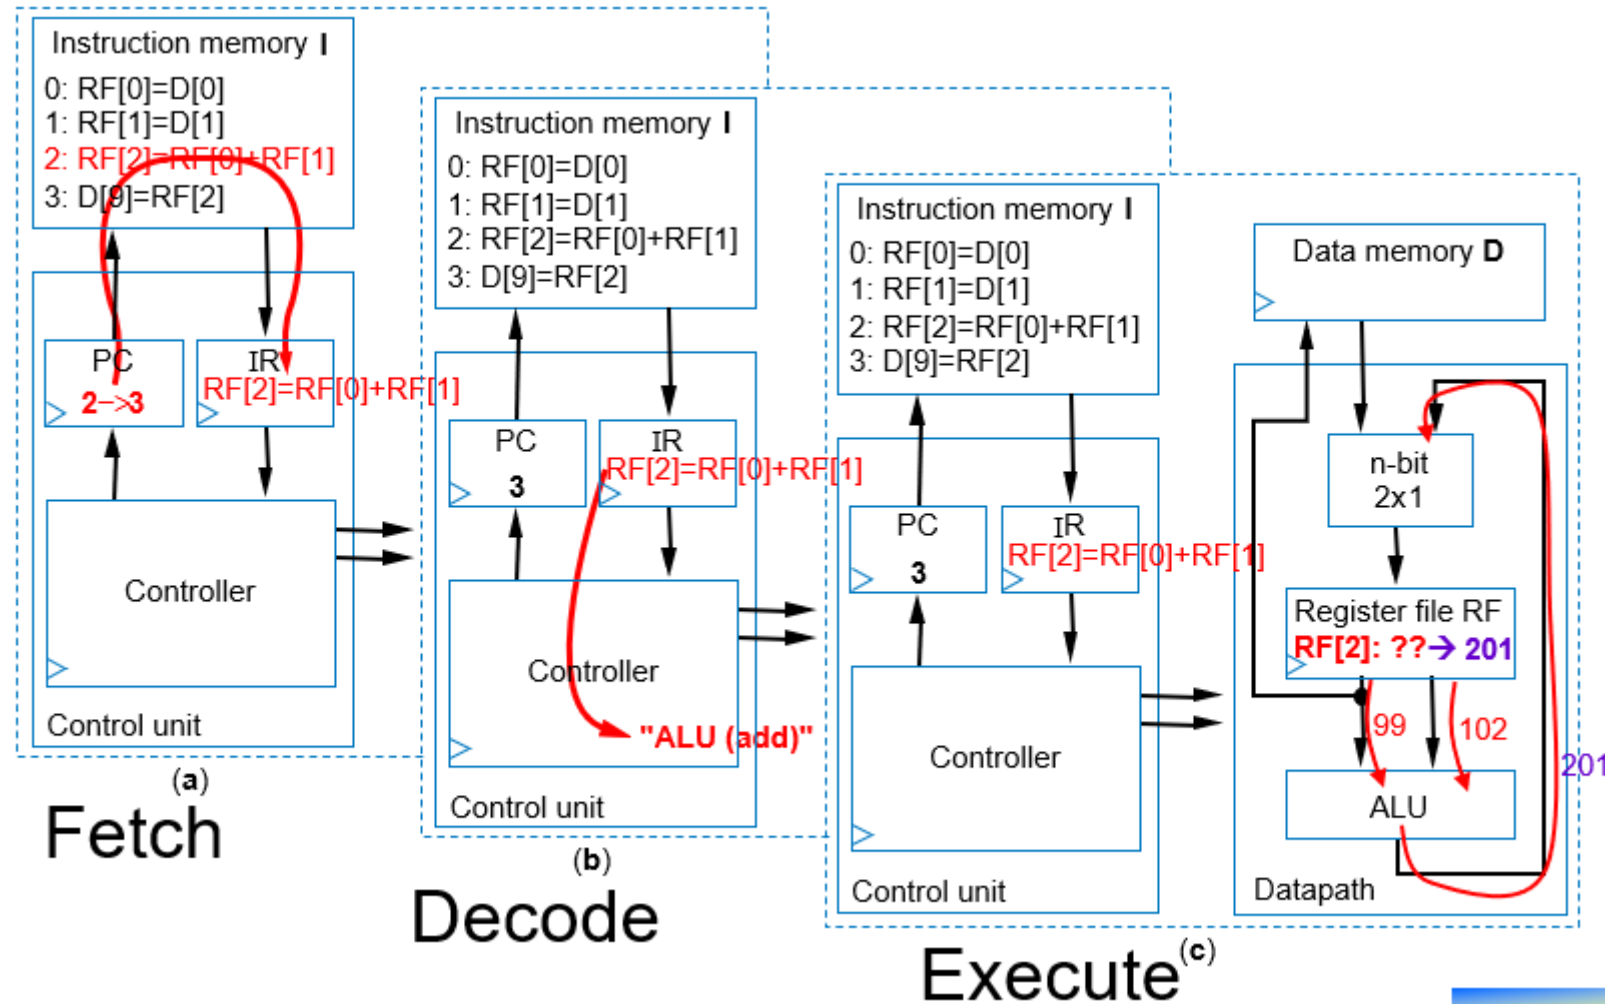 Instruction memory I
0: RF[0]=D[0]
1: RF[1]=D[1]
2: RF[2]=RF[0]+RF[1]
3: D[9]=RF[2]
PC
2->3
IR
RF[2]=RF[0]+RF[1]
Controller
Control unit
(a)
Fetch
Instruction memory I
0: RF[0]=D[0]
1: RF[1]=D[1]
2: RF[2]=RF[0]+RF[1]
3: D[9]=RF[2]
PC
3
IR
RF[2]=RF[0]+RF[1]
Controller
"ALU (add)"
Control unit
(b)
Decode
Instruction memory I
0: RF[0]=D[0]
1: RF[1]=D[1]
2: RF[2]=RF[0]+RF[1]
3: D[9]=RF[2]
PC
3
IR
RF[2]=RF[0]+RF[1]
Controller
Control unit
Data memory D
n-bit
2x1
Register file RF
RF[2]: ??→ 201
99
102
201
ALU
Datapath
(c)
Execute